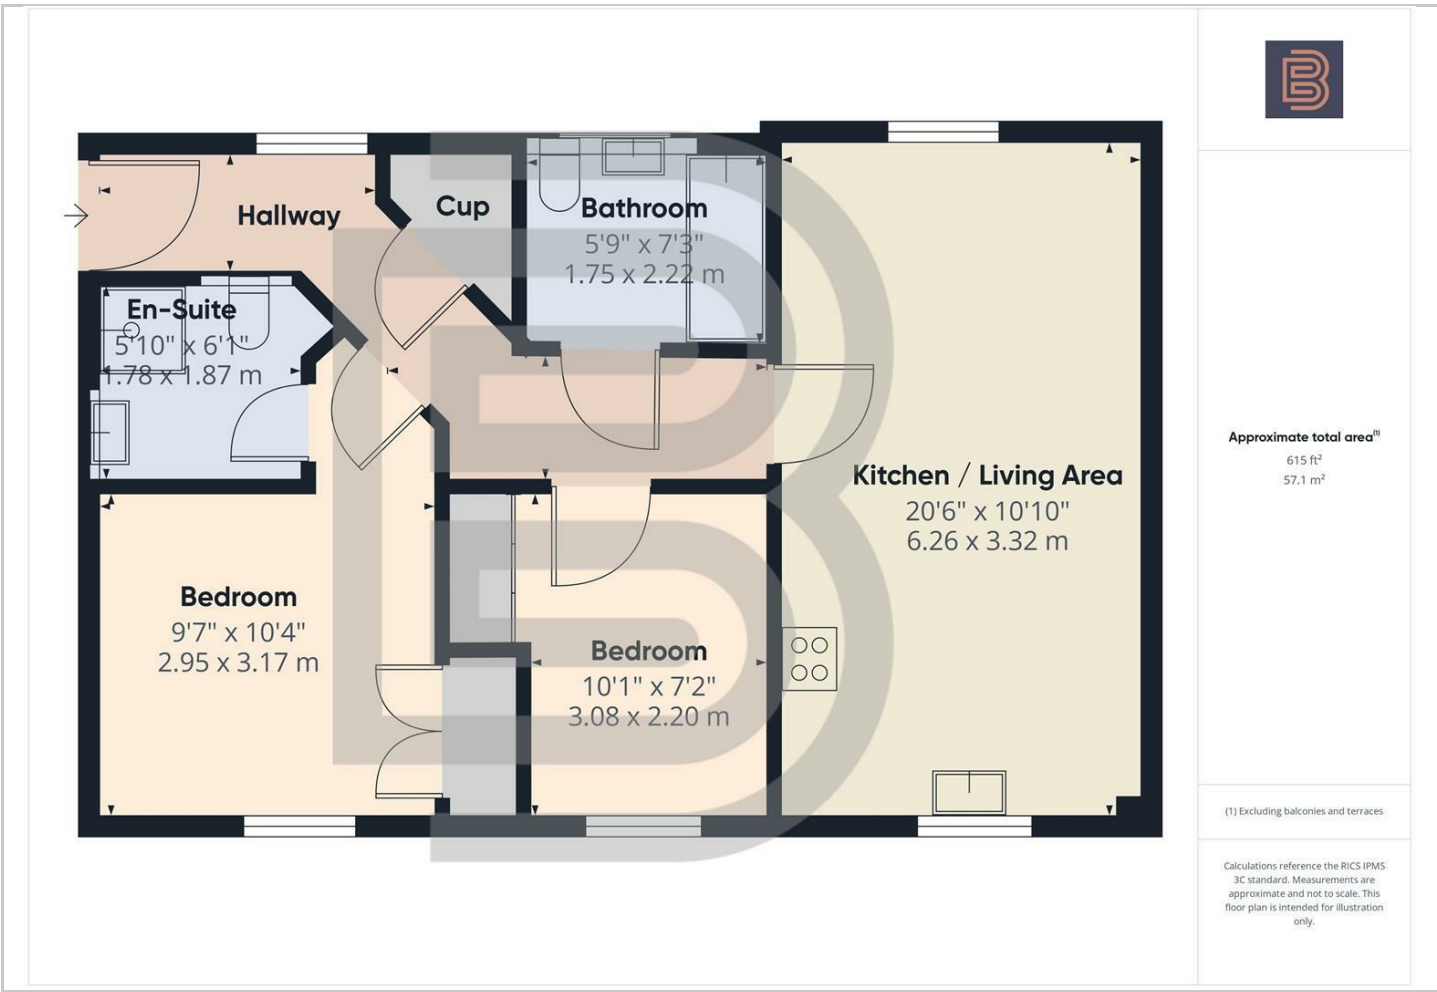 Hallway
Cup
Bathroom
5'9" x 7'3"
1.75 x 2.22 m
En-Suite
5'10" x 6'1"
1.78 x 1.87 m
Kitchen / Living Area
20'6" x 10'10"
6.26 x 3.32 m
Bedroom
9'7" x 10'4"
2.95 x 3.17 m
Bedroom
10'1" x 7'2"
3.08 x 2.20 m
B
Approximate total area(1)
615 ft²
57.1 m²
(1) Excluding balconies and terraces
Calculations reference the RICS IPMS
3C standard. Measurements are
approximate and not to scale. This
floor plan is intended for illustration
only.